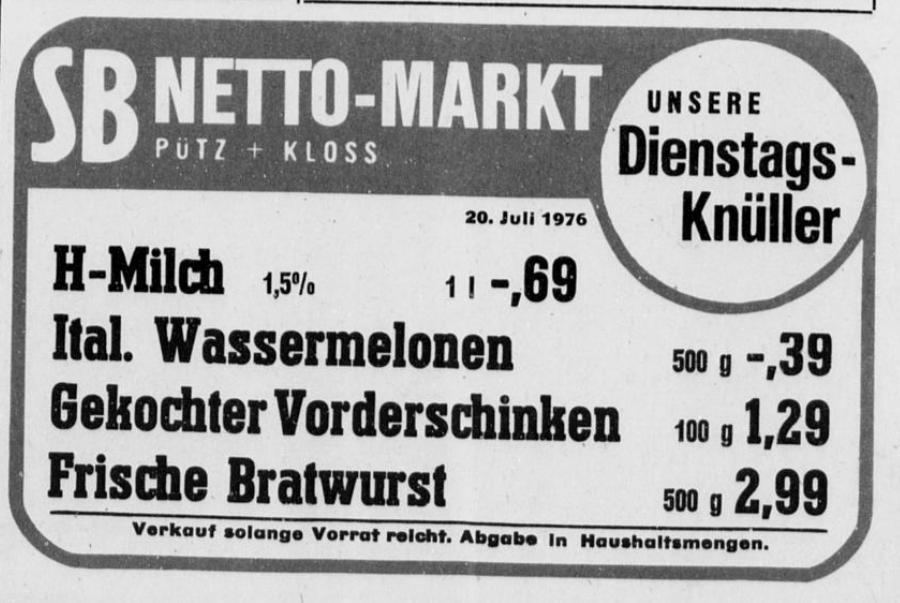 SB NETTO-MARKT
PÜTZ + KLOSS
UNSERE
Dienstags-
Knüller
20. Juli 1976
H-Milch 1,5% 1 l -,69
Ital. Wassermelonen 500 g -,39
Gekochter Vorderschinken 100 g 1,29
Frische Bratwurst 500 g 2,99
Verkauf solange Vorrat reicht. Abgabe in Haushaltsmengen.